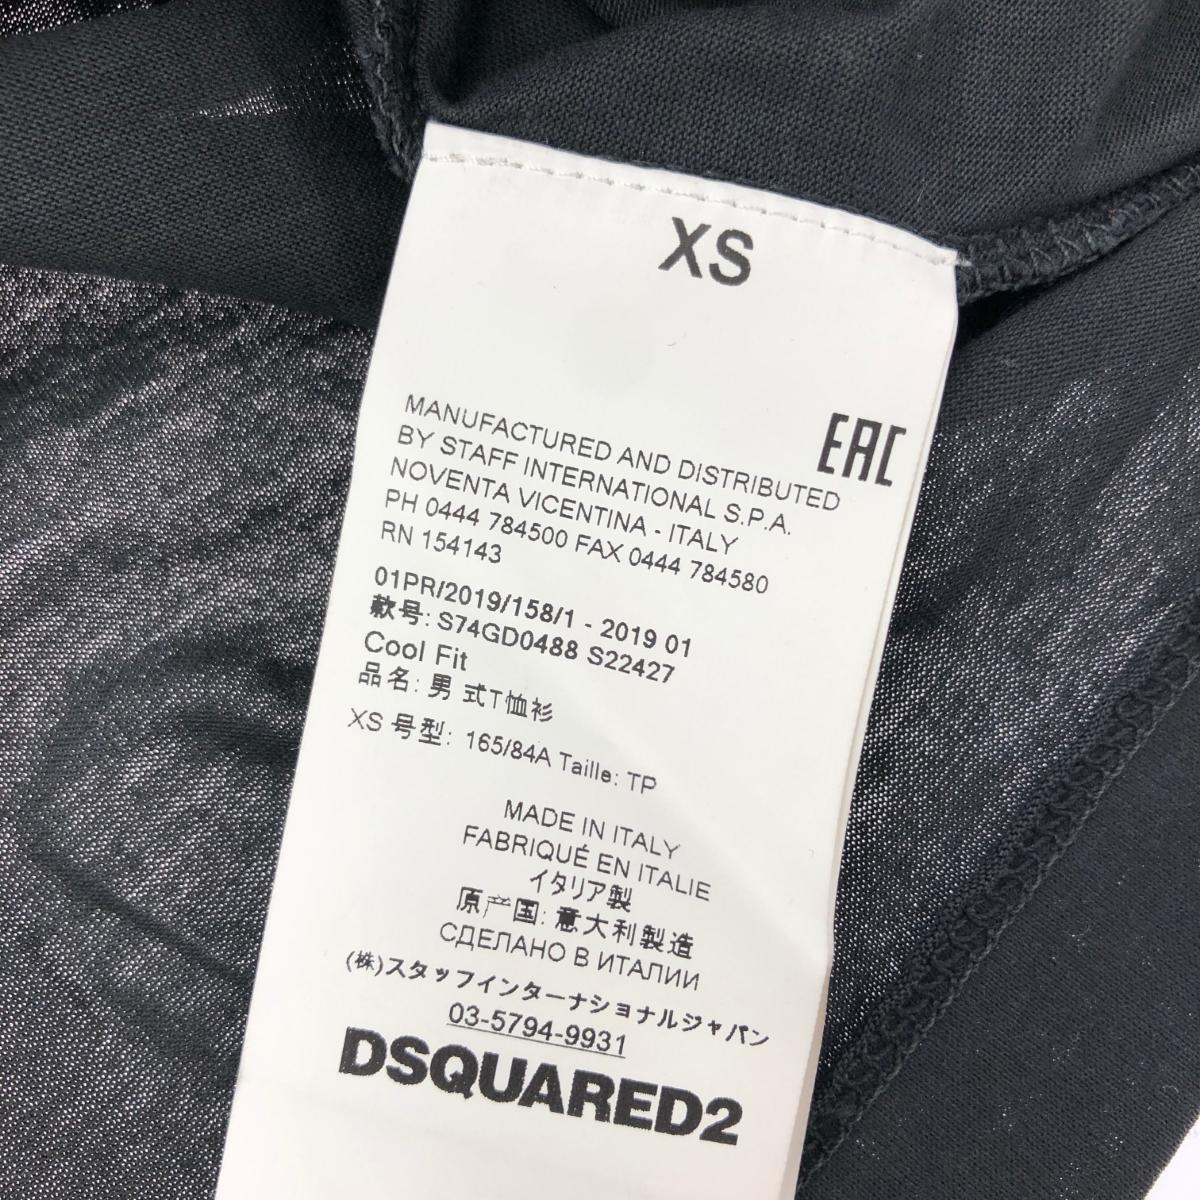 XS
EAC
MANUFACTURED AND DISTRIBUTED
BY STAFF INTERNATIONAL S.P.A.
NOVENTA VICENTINA - ITALY
PH 0444 784500 FAX 0444 784580
RN 154143
01PR/2019/158/1 - 2019 01
款号: S74GD0488 S22427
Cool Fit
品名: 男 式T恤衫
XS 号型: 165/84A Taille: TP
MADE IN ITALY
FABRIQUÉ EN ITALIE
イタリア製
原产国: 意大利製造
СДЕЛАНО В ИТАЛИИ
(株)スタッフインターナショナルジャパン
03-5794-9931
DSQUARED2